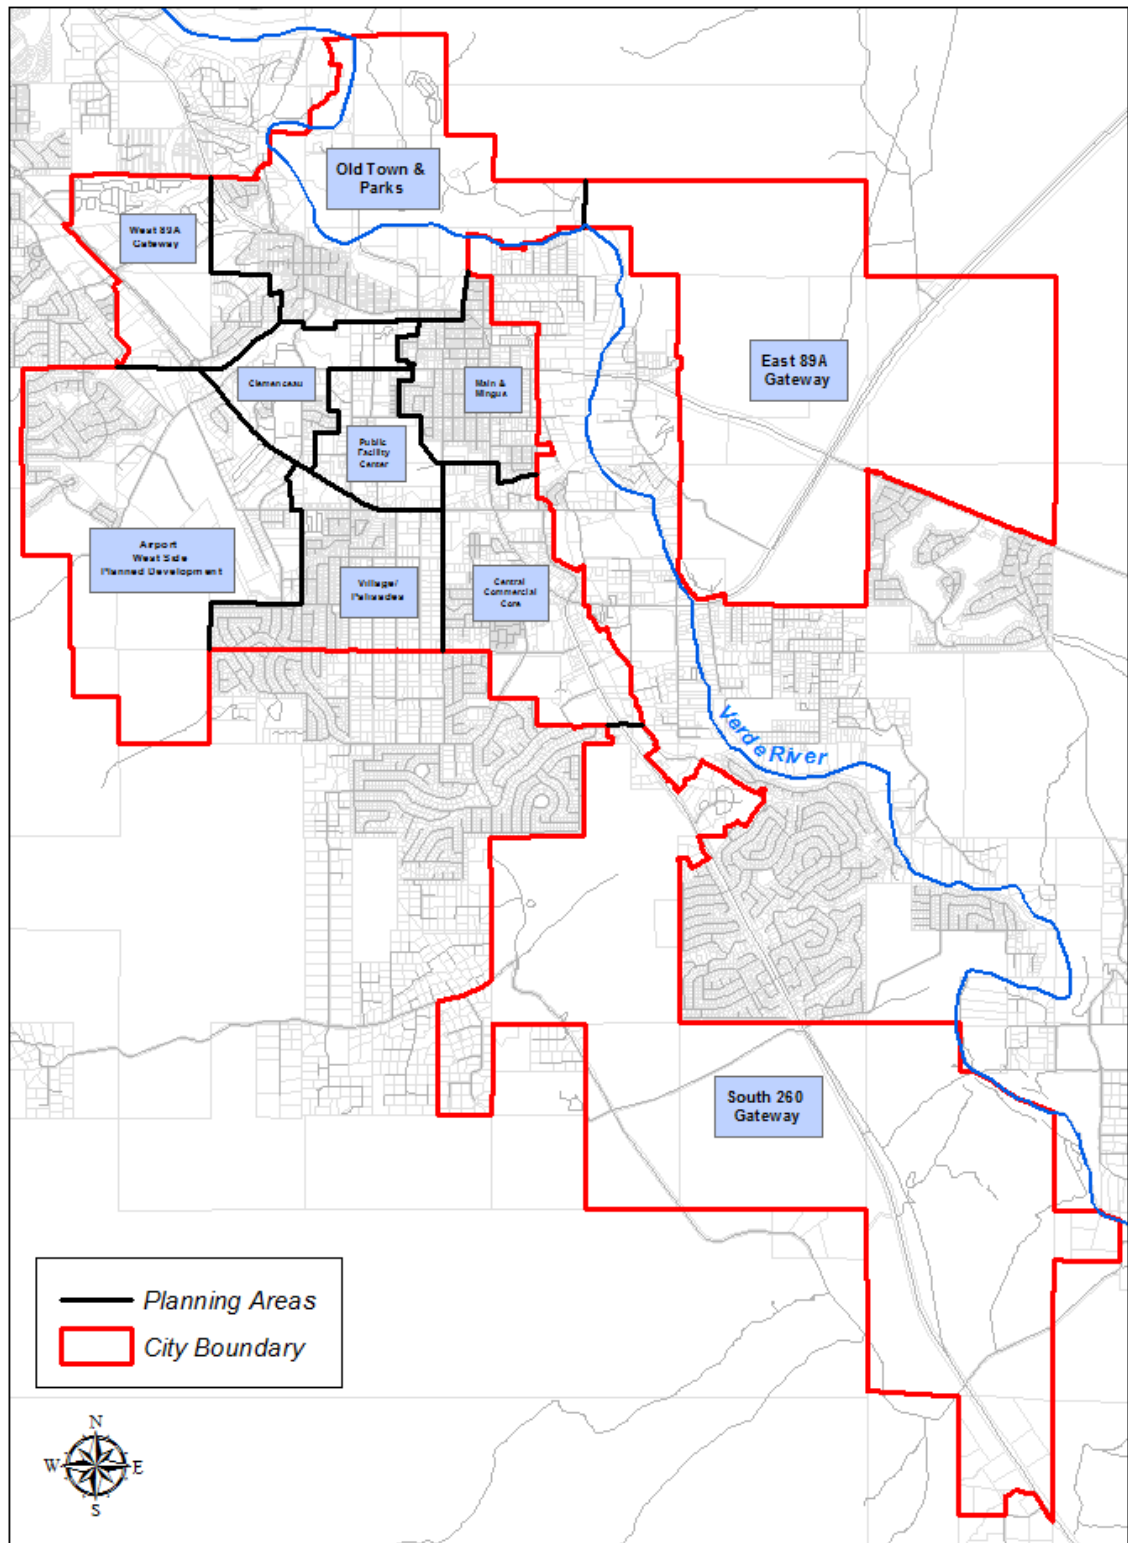 Old Town &
Parks
West 89A
Gateway
East 89A
Gateway
Clemenceau
Main &
Mingus
Public
Facility
Center
Airport
West Side
Planned Development
Village/
Palisades
Central
Commercial
Core
Verde River
South 260
Gateway
Planning Areas
City Boundary
N
W
E
S